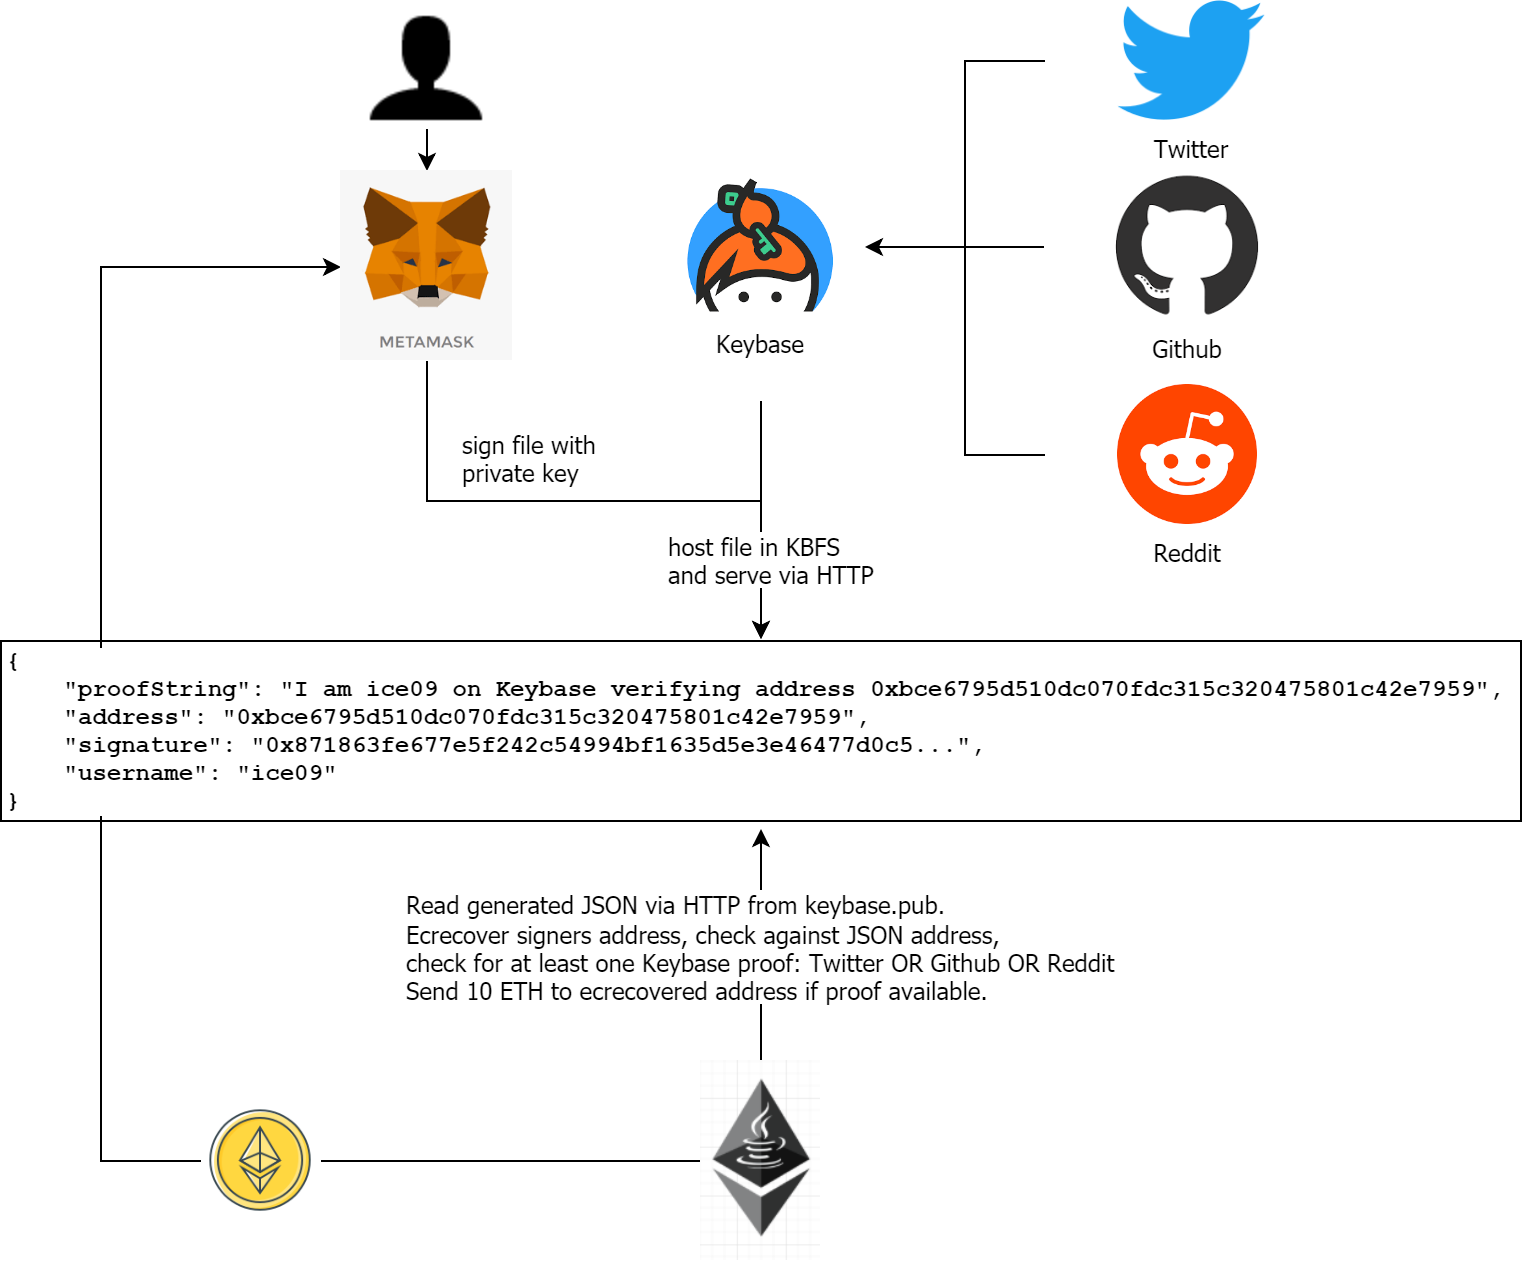 Twitter
METAMASK
Keybase
Github
sign file with
private key
host file in KBFS
and serve via HTTP
Reddit
{
"proofString": "I am ice09 on Keybase verifying address 0xbce6795d510dc070fdc315c320475801c42e7959",
"address": "0xbce6795d510dc070fdc315c320475801c42e7959",
"signature": "0x871863fe677e5f242c54994bf1635d5e3e46477d0c5...",
"username": "ice09"
}
Read generated JSON via HTTP from keybase.pub.
Ecrecover signers address, check against JSON address,
check for at least one Keybase proof: Twitter OR Github OR Reddit
Send 10 ETH to ecrecovered address if proof available.